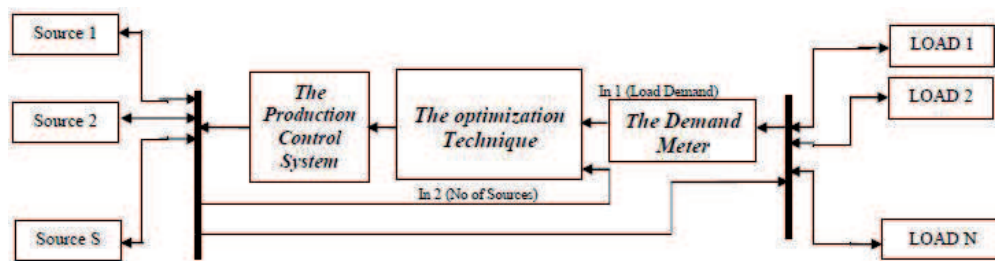 Source 1
Source 2
Source S
The
Production
Control
System
The optimization
Technique
In 1 (Load Demand)
The Demand
Meter
In 2 (No of Sources)
LOAD 1
LOAD 2
LOAD N